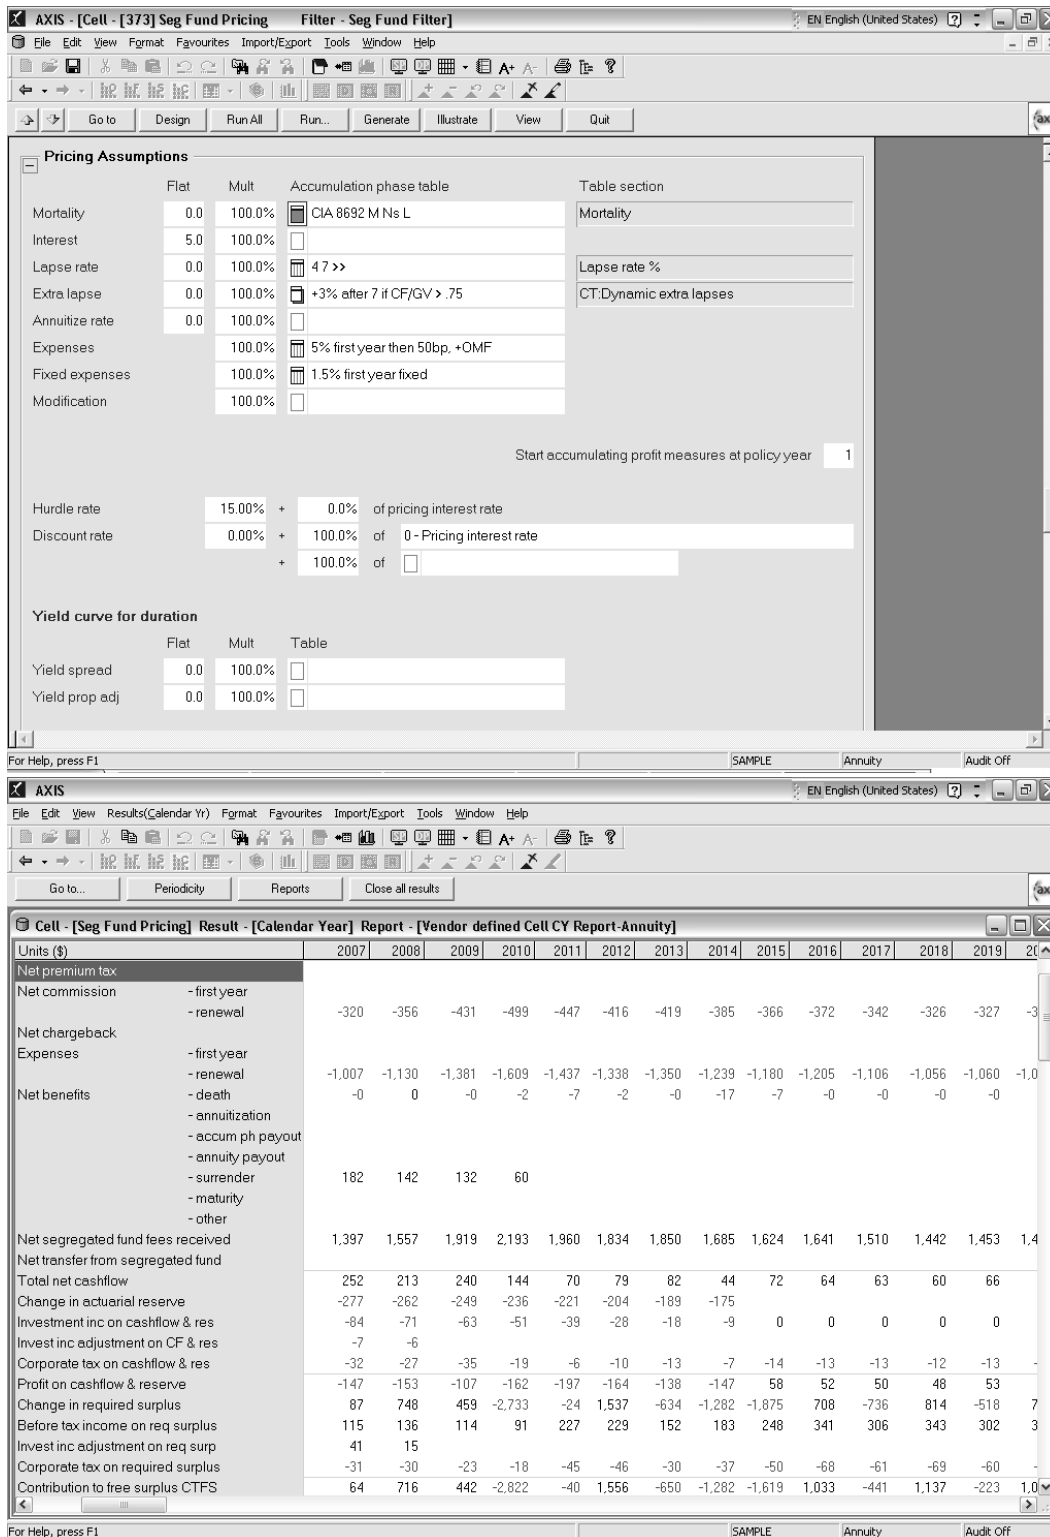 AXIS - [Cell - [373] Seg Fund Pricing Filter - Seg Fund Filter] EN English (United States)
File Edit View Format Favourites Import/Export Tools Window Help
Go to Design Run All Run... Generate Illustrate View Quit
Pricing Assumptions
Flat Mult Accumulation phase table Table section
Mortality 0.0 100.0% CIA 8692 M Ns L Mortality
Interest 5.0 100.0%
Lapse rate 0.0 100.0% 4 7 >> Lapse rate %
Extra lapse 0.0 100.0% +3% after 7 if CF/GV > .75 CT:Dynamic extra lapses
Annuitize rate 0.0 100.0%
Expenses 100.0% 5% first year then 50bp, +OMF
Fixed expenses 100.0% 1.5% first year fixed
Modification 100.0%
Start accumulating profit measures at policy year 1
Hurdle rate 15.00% + 0.0% of pricing interest rate
Discount rate 0.00% + 100.0% of 0 - Pricing interest rate
+ 100.0% of
Yield curve for duration
Flat Mult Table
Yield spread 0.0 100.0%
Yield prop adj 0.0 100.0%
For Help, press F1 SAMPLE Annuity Audit Off
AXIS EN English (United States)
File Edit View Results(Calendar Yr) Format Favourites Import/Export Tools Window Help
Go to... Periodicity Reports Close all results
Cell - [Seg Fund Pricing] Result - [Calendar Year] Report - [Vendor defined Cell CY Report-Annuity]
Units ($) 2007 2008 2009 2010 2011 2012 2013 2014 2015 2016 2017 2018 2019
Net premium tax
Net commission - first year
- renewal -320 -356 -431 -499 -447 -416 -419 -385 -366 -372 -342 -326 -327
Net chargeback
Expenses - first year
- renewal -1,007 -1,130 -1,381 -1,609 -1,437 -1,338 -1,350 -1,239 -1,180 -1,205 -1,106 -1,056 -1,060
Net benefits - death -0 0 -0 -2 -7 -2 -0 -17 -7 -0 -0 -0 -0
- annuitization
- accum ph payout
- annuity payout
- surrender 182 142 132 60
- maturity
- other
Net segregated fund fees received 1,397 1,557 1,919 2,193 1,960 1,834 1,850 1,685 1,624 1,641 1,510 1,442 1,453
Net transfer from segregated fund
Total net cashflow 252 213 240 144 70 79 82 44 72 64 63 60 66
Change in actuarial reserve -277 -262 -249 -236 -221 -204 -189 -175
Investment inc on cashflow & res -84 -71 -63 -51 -39 -28 -18 -9 0 0 0 0 0
Invest inc adjustment on CF & res -7 -6
Corporate tax on cashflow & res -32 -27 -35 -19 -6 -10 -13 -7 -14 -13 -13 -12 -13
Profit on cashflow & reserve -147 -153 -107 -162 -197 -164 -138 -147 58 52 50 48 53
Change in required surplus 87 748 459 -2,733 -24 1,537 -634 -1,282 -1,875 708 -736 814 -518
Before tax income on req surplus 115 136 114 91 227 229 152 183 248 341 306 343 302
Invest inc adjustment on req surp 41 15
Corporate tax on required surplus -31 -30 -23 -18 -45 -46 -30 -37 -50 -68 -61 -69 -60
Contribution to free surplus CTFS 64 716 442 -2,822 -40 1,556 -650 -1,282 -1,619 1,033 -441 1,137 -223
For Help, press F1 SAMPLE Annuity Audit Off